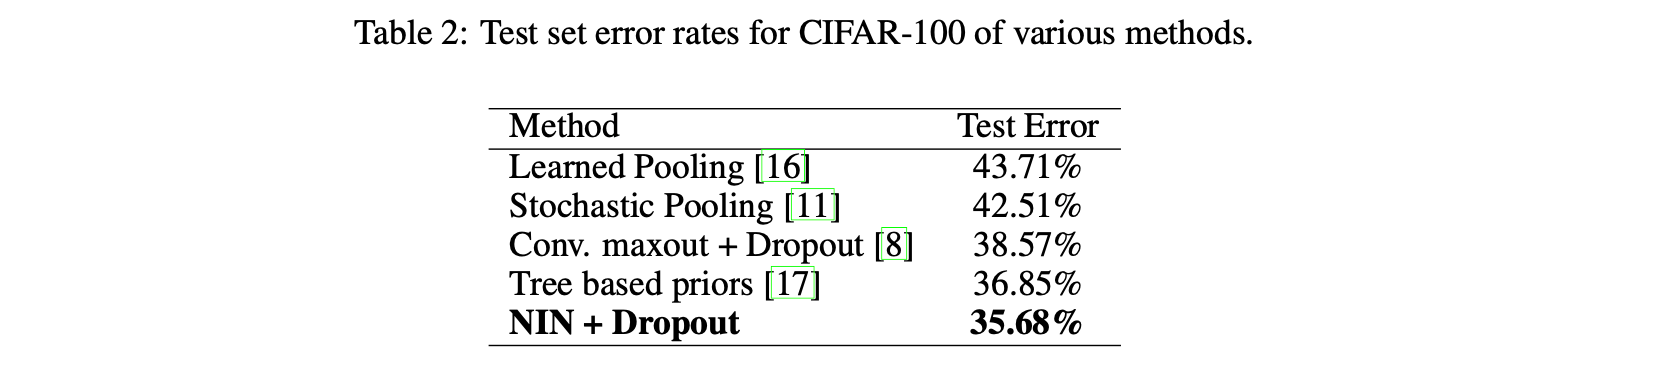 Table 2: Test set error rates for CIFAR-100 of various methods.
Method Test Error
Learned Pooling [16] 43.71%
Stochastic Pooling [11] 42.51%
Conv. maxout + Dropout [8] 38.57%
Tree based priors [17] 36.85%
NIN + Dropout 35.68%